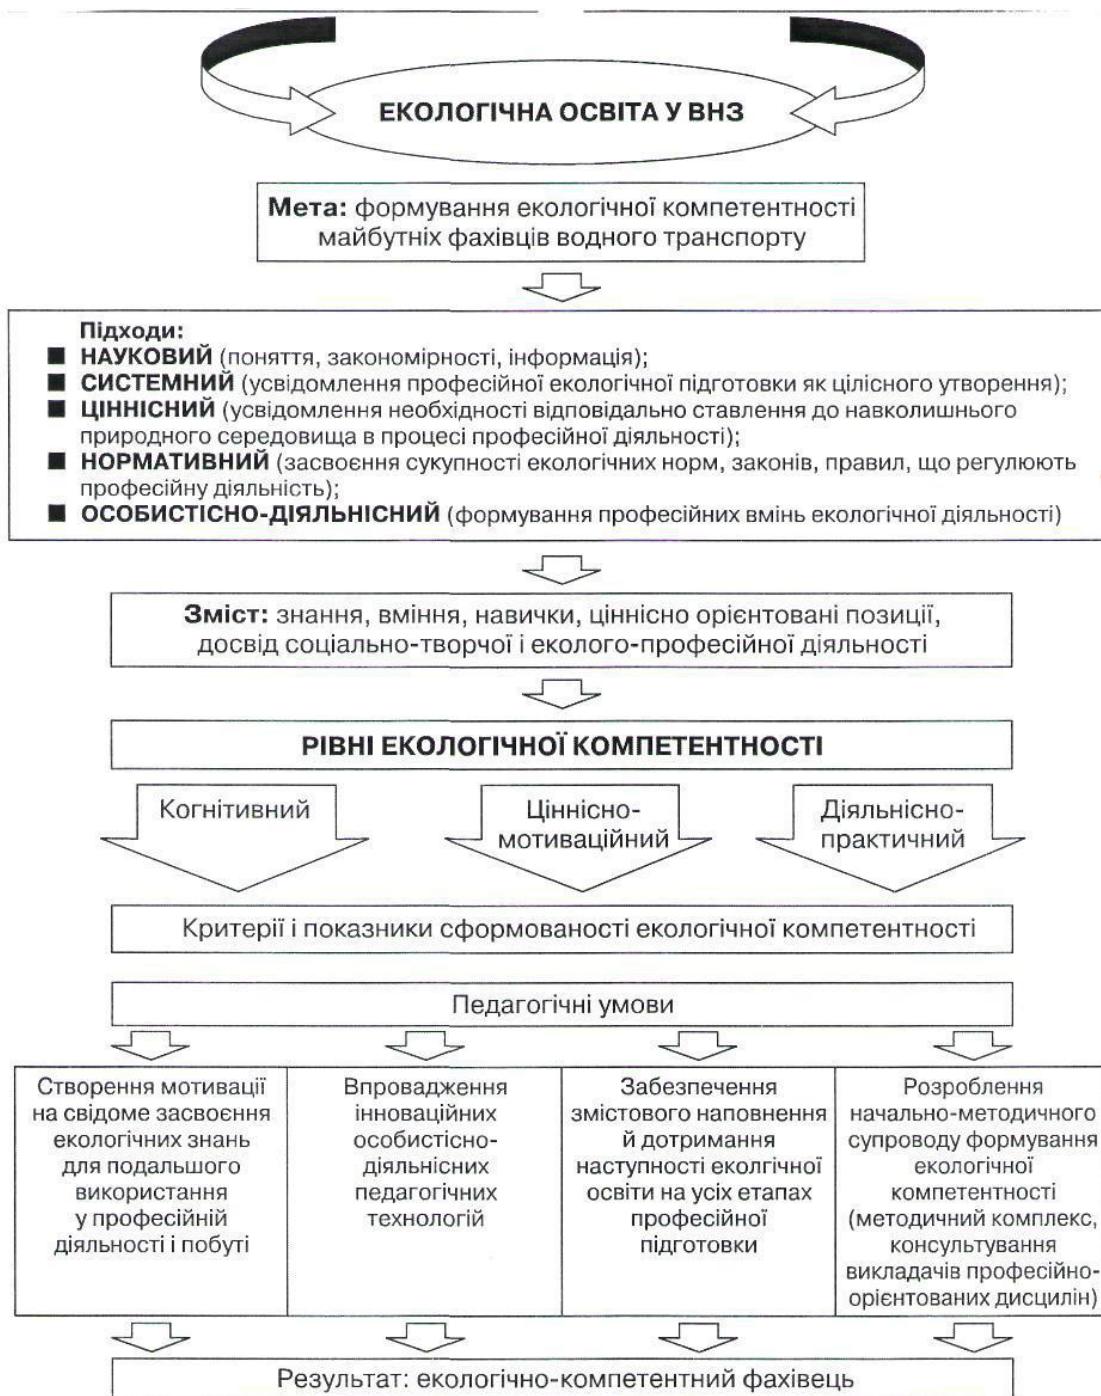 ЕКОЛОГІЧНА ОСВІТА У ВНЗ
Мета: формування екологічної компетентності
майбутніх фахівців водного транспорту
Підходи:
■ НАУКОВИЙ (поняття, закономірності, інформація);
■ СИСТЕМНИЙ (усвідомлення професійної екологічної підготовки як цілісного утворення);
■ ЦІННІСНИЙ (усвідомлення необхідності відповідально ставлення до навколишнього
природного середовища в процесі професійної діяльності);
■ НОРМАТИВНИЙ (засвоєння сукупності екологічних норм, законів, правил, що регулюють
професійну діяльність);
■ ОСОБИСТІСНО-ДІЯЛЬНІСНИЙ (формування професійних вмінь екологічної діяльності)
Зміст: знання, вміння, навички, ціннісно орієнтовані позиції,
досвід соціально-творчої і еколого-професійної діяльності
РІВНІ ЕКОЛОГІЧНОЇ КОМПЕТЕНТНОСТІ
Когнітивний
Ціннісно-
мотиваційний
Діяльнісно-
практичний
Критерії і показники сформованості екологічної компетентності
Педагогічні умови
Створення мотивації
на свідоме засвоєння
екологічних знань
для подальшого
використання
у професійній
діяльності і побуті
Впровадження
інноваційних
особистісно-
діяльнісних
педагогічних
технологій
Забезпечення
змістового наповнення
й дотримання
наступності еколгічної
освіти на усіх етапах
професійної
підготовки
Розроблення
начально-методичного
супроводу формування
екологічної
компетентності
(методичний комплекс,
консультування
викладачів професійно-
орієнтованих дисцилін)
Результат: екологічно-компетентний фахівець